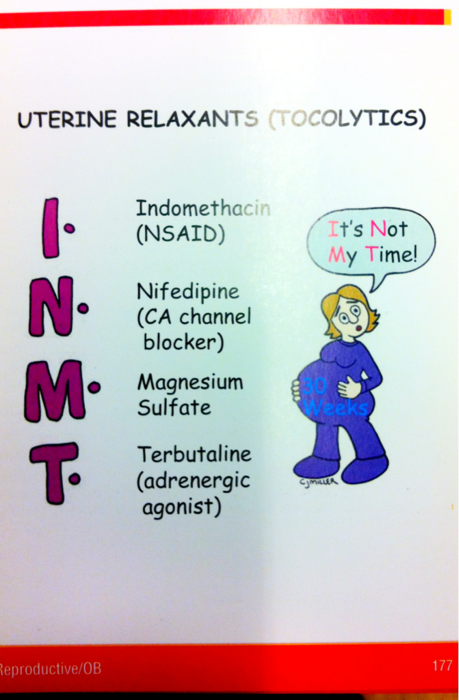 UTERINE RELAXANTS (TOCOLYTICS)
I.
Indomethacin
(NSAID)
N.
Nifedipine
(CA channel
blocker)
M.
Magnesium
Sulfate
T.
Terbutaline
(adrenergic
agonist)
It's Not
My Time!
30
Weeks
CJMILLER
Reproductive/OB
177